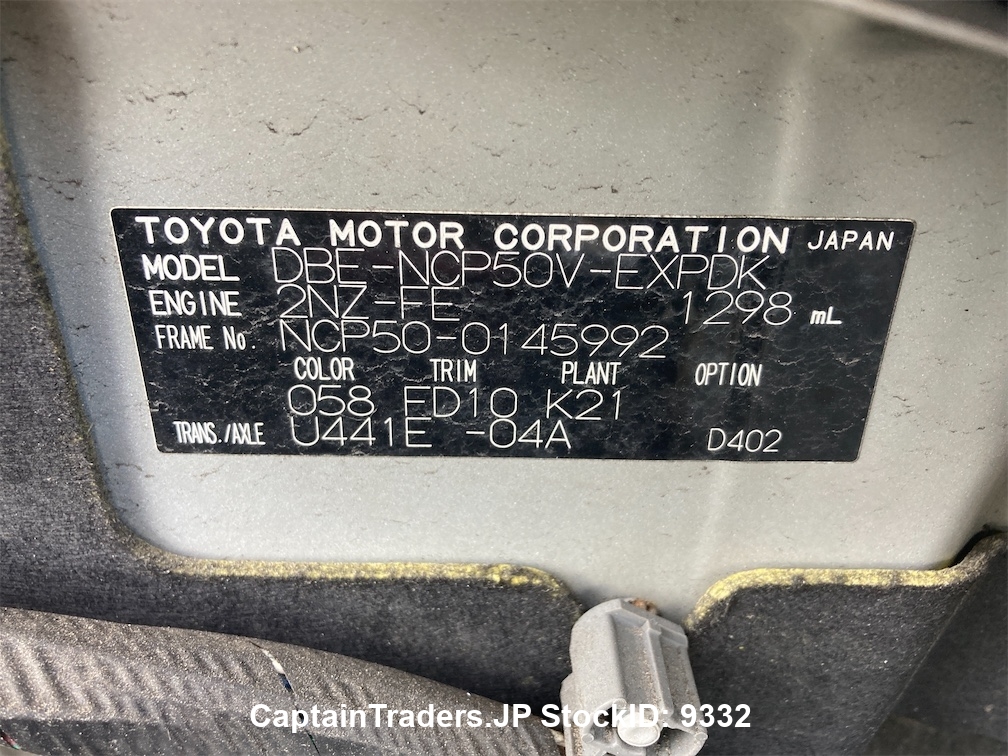 TOYOTA MOTOR CORPORATION JAPAN
MODEL DBE-NCP50V-EXPDK
ENGINE 2NZ-FE 1298 mL
FRAME No. NCP50-0145992
COLOR TRIM PLANT OPTION
058 ED10 K21
TRANS./AXLE U441E -04A D402
CaptainTraders.JP StockID: 9332